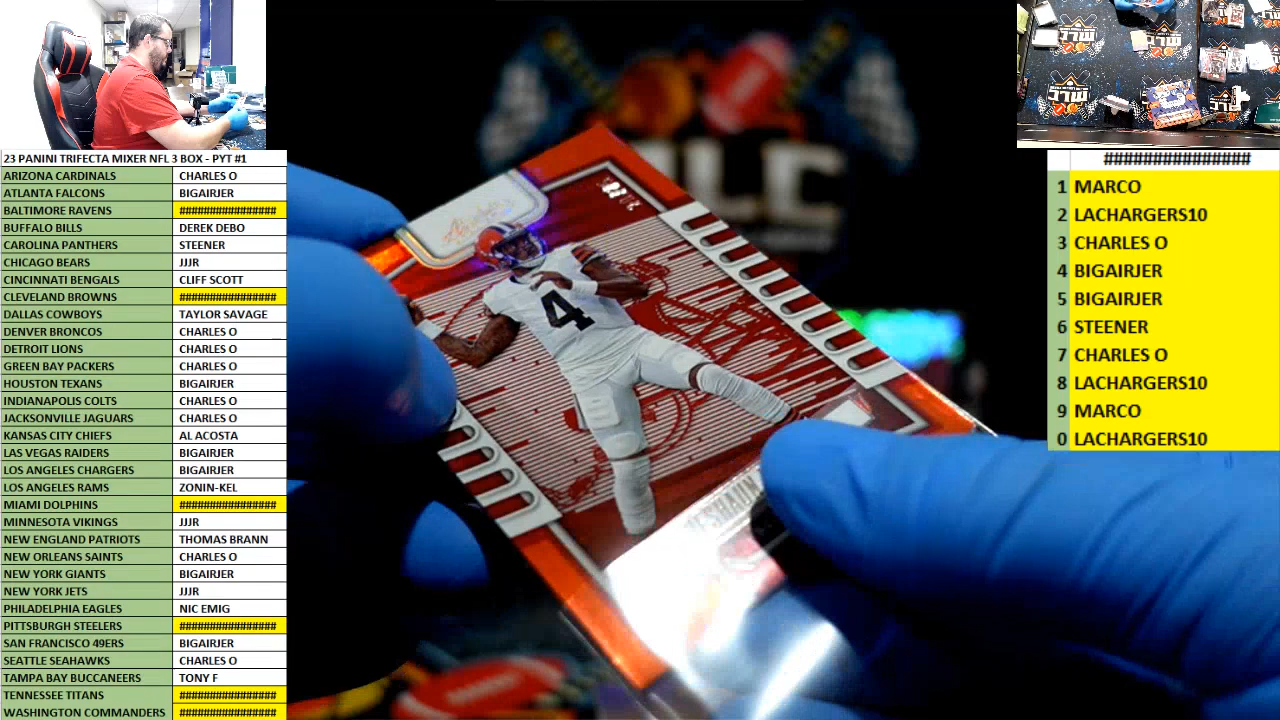 23 PANINI TRIFECTA MIXER NFL 3 BOX - PYT #1
ARIZONA CARDINALS CHARLES O
ATLANTA FALCONS BIGAIRJER
BALTIMORE RAVENS ################
BUFFALO BILLS DEREK DEBO
CAROLINA PANTHERS STEENER
CHICAGO BEARS JJJR
CINCINNATI BENGALS CLIFF SCOTT
CLEVELAND BROWNS ################
DALLAS COWBOYS TAYLOR SAVAGE
DENVER BRONCOS CHARLES O
DETROIT LIONS CHARLES O
GREEN BAY PACKERS CHARLES O
HOUSTON TEXANS BIGAIRJER
INDIANAPOLIS COLTS CHARLES O
JACKSONVILLE JAGUARS CHARLES O
KANSAS CITY CHIEFS AL ACOSTA
LAS VEGAS RAIDERS BIGAIRJER
LOS ANGELES CHARGERS BIGAIRJER
LOS ANGELES RAMS ZONIN-KEL
MIAMI DOLPHINS ################
MINNESOTA VIKINGS JJJR
NEW ENGLAND PATRIOTS THOMAS BRANN
NEW ORLEANS SAINTS CHARLES O
NEW YORK GIANTS BIGAIRJER
NEW YORK JETS JJJR
PHILADELPHIA EAGLES NIC EMIG
PITTSBURGH STEELERS ################
SAN FRANCISCO 49ERS BIGAIRJER
SEATTLE SEAHAWKS CHARLES O
TAMPA BAY BUCCANEERS TONY F
TENNESSEE TITANS ################
WASHINGTON COMMANDERS ################
4
###############
1 MARCO
2 LACHARGERS10
3 CHARLES O
4 BIGAIRJER
5 BIGAIRJER
6 STEENER
7 CHARLES O
8 LACHARGERS10
9 MARCO
0 LACHARGERS10